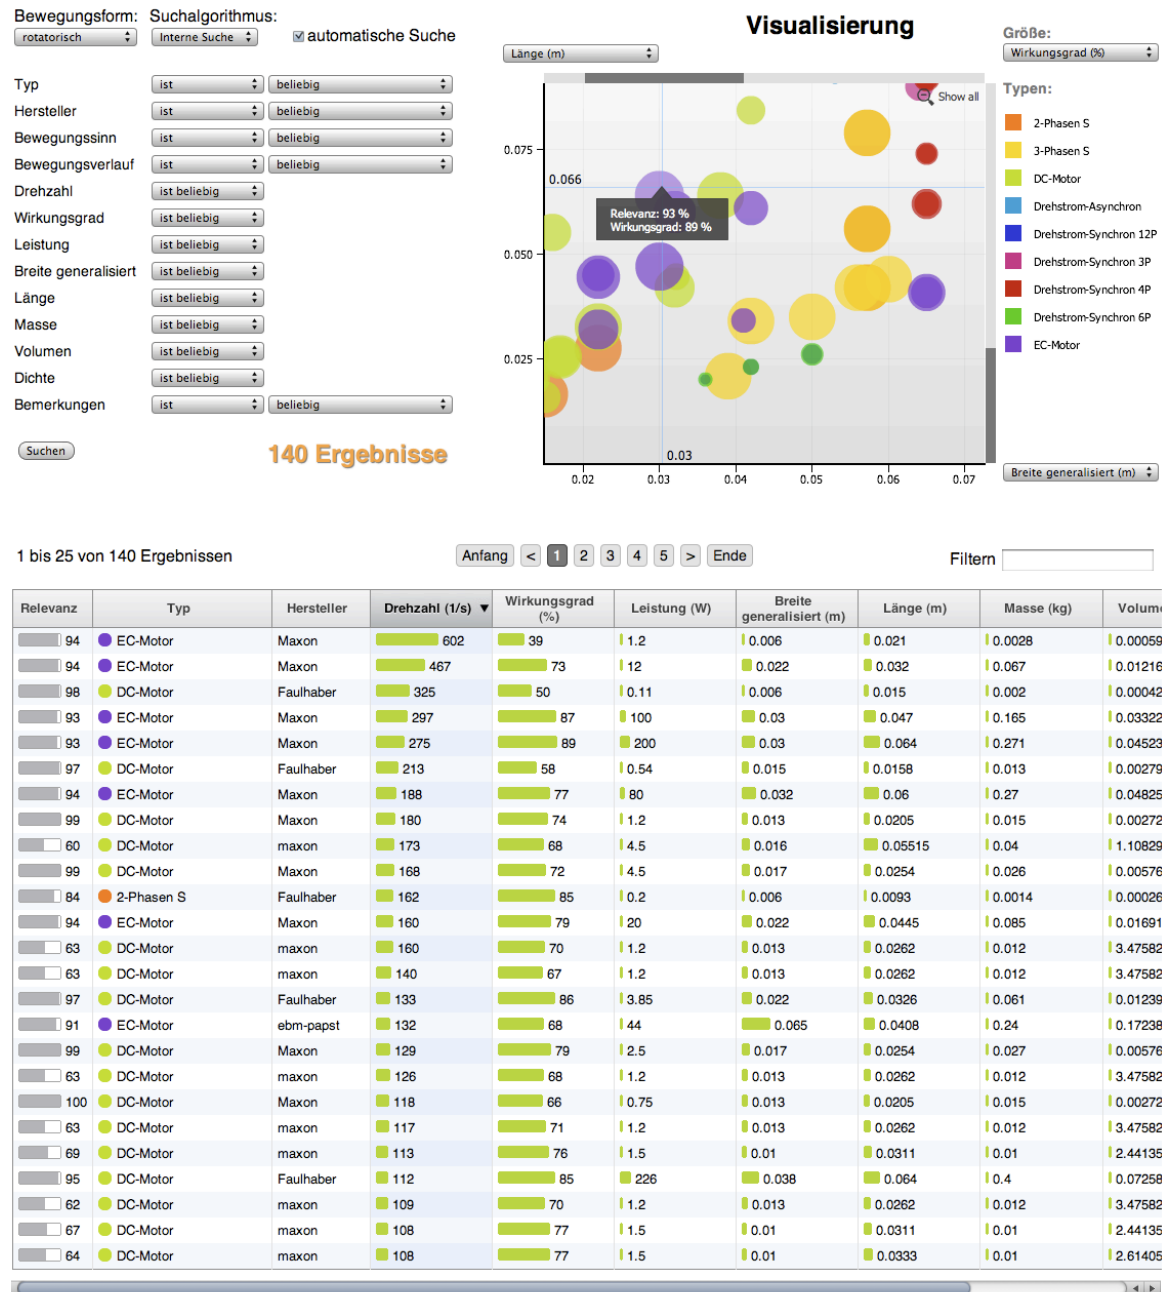 Bewegungsform: Suchalgorithmus:
rotatorisch Interne Suche automatische Suche
Typ ist beliebig
Hersteller ist beliebig
Bewegungssinn ist beliebig
Bewegungsverlauf ist beliebig
Drehzahl ist beliebig
Wirkungsgrad ist beliebig
Leistung ist beliebig
Breite generalisiert ist beliebig
Länge ist beliebig
Masse ist beliebig
Volumen ist beliebig
Dichte ist beliebig
Bemerkungen ist beliebig
Suchen 140 Ergebnisse
Visualisierung
Länge (m)
Show all
0.075
0.066
0.050
0.025
Relevanz: 93 %
Wirkungsgrad: 89 %
0.03
0.02 0.03 0.04 0.05 0.06 0.07
Größe:
Wirkungsgrad (%)
Typen:
2-Phasen S
3-Phasen S
DC-Motor
Drehstrom-Asynchron
Drehstrom-Synchron 12P
Drehstrom-Synchron 3P
Drehstrom-Synchron 4P
Drehstrom-Synchron 6P
EC-Motor
Breite generalisiert (m)
1 bis 25 von 140 Ergebnissen Anfang < 1 2 3 4 5 > Ende Filtern
Relevanz Typ Hersteller Drehzahl (1/s) ▼ Wirkungsgrad (%) Leistung (W) Breite generalisiert (m) Länge (m) Masse (kg) Volume
94 EC-Motor Maxon 602 39 1.2 0.006 0.021 0.0028 0.00059
94 EC-Motor Maxon 467 73 12 0.022 0.032 0.067 0.01216
98 DC-Motor Faulhaber 325 50 0.11 0.006 0.015 0.002 0.00042
93 EC-Motor Maxon 297 87 100 0.03 0.047 0.165 0.03322
93 EC-Motor Maxon 275 89 200 0.03 0.064 0.271 0.04523
97 DC-Motor Faulhaber 213 58 0.54 0.015 0.0158 0.013 0.00279
94 EC-Motor Maxon 188 77 80 0.032 0.06 0.27 0.04825
99 DC-Motor Maxon 180 74 1.2 0.013 0.0205 0.015 0.00272
60 DC-Motor maxon 173 68 4.5 0.016 0.05515 0.04 1.10829
99 DC-Motor Maxon 168 72 4.5 0.017 0.0254 0.026 0.00576
84 2-Phasen S Faulhaber 162 85 0.2 0.006 0.0093 0.0014 0.00026
94 EC-Motor Maxon 160 79 20 0.022 0.0445 0.085 0.01691
63 DC-Motor maxon 160 70 1.2 0.013 0.0262 0.012 3.47582
63 DC-Motor maxon 140 67 1.2 0.013 0.0262 0.012 3.47582
97 DC-Motor Faulhaber 133 86 3.85 0.022 0.0326 0.061 0.01239
91 EC-Motor ebm-papst 132 68 44 0.065 0.0408 0.24 0.17238
99 DC-Motor Maxon 129 79 2.5 0.017 0.0254 0.027 0.00576
63 DC-Motor maxon 126 68 1.2 0.013 0.0262 0.012 3.47582
100 DC-Motor Maxon 118 66 0.75 0.013 0.0205 0.015 0.00272
63 DC-Motor maxon 117 71 1.2 0.013 0.0262 0.012 3.47582
69 DC-Motor maxon 113 76 1.5 0.01 0.0311 0.01 2.44135
95 DC-Motor Faulhaber 112 85 226 0.038 0.064 0.4 0.07258
62 DC-Motor maxon 109 70 1.2 0.013 0.0262 0.012 3.47582
67 DC-Motor maxon 108 77 1.5 0.01 0.0311 0.01 2.44135
64 DC-Motor maxon 108 77 1.5 0.01 0.0333 0.01 2.61405